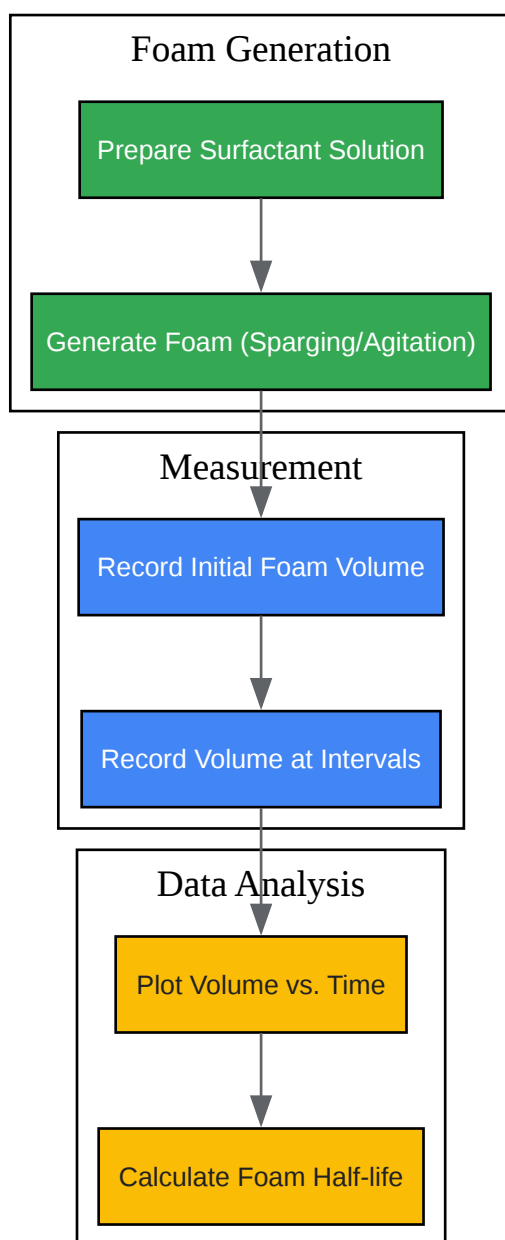 Foam Generation
Prepare Surfactant Solution
Generate Foam (Sparging/Agitation)
Measurement
Record Initial Foam Volume
Record Volume at Intervals
Data Analysis
Plot Volume vs. Time
Calculate Foam Half-life